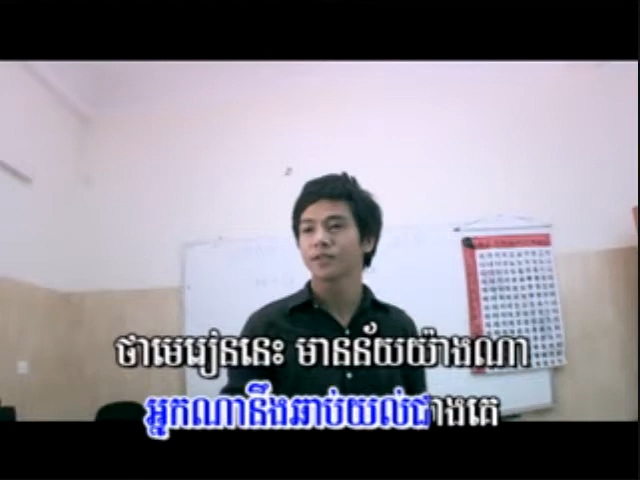 ថាមេរៀននេះ មានន័យយ៉ាងណា
អ្នកណានឹងឆាប់យល់ជាងគេ